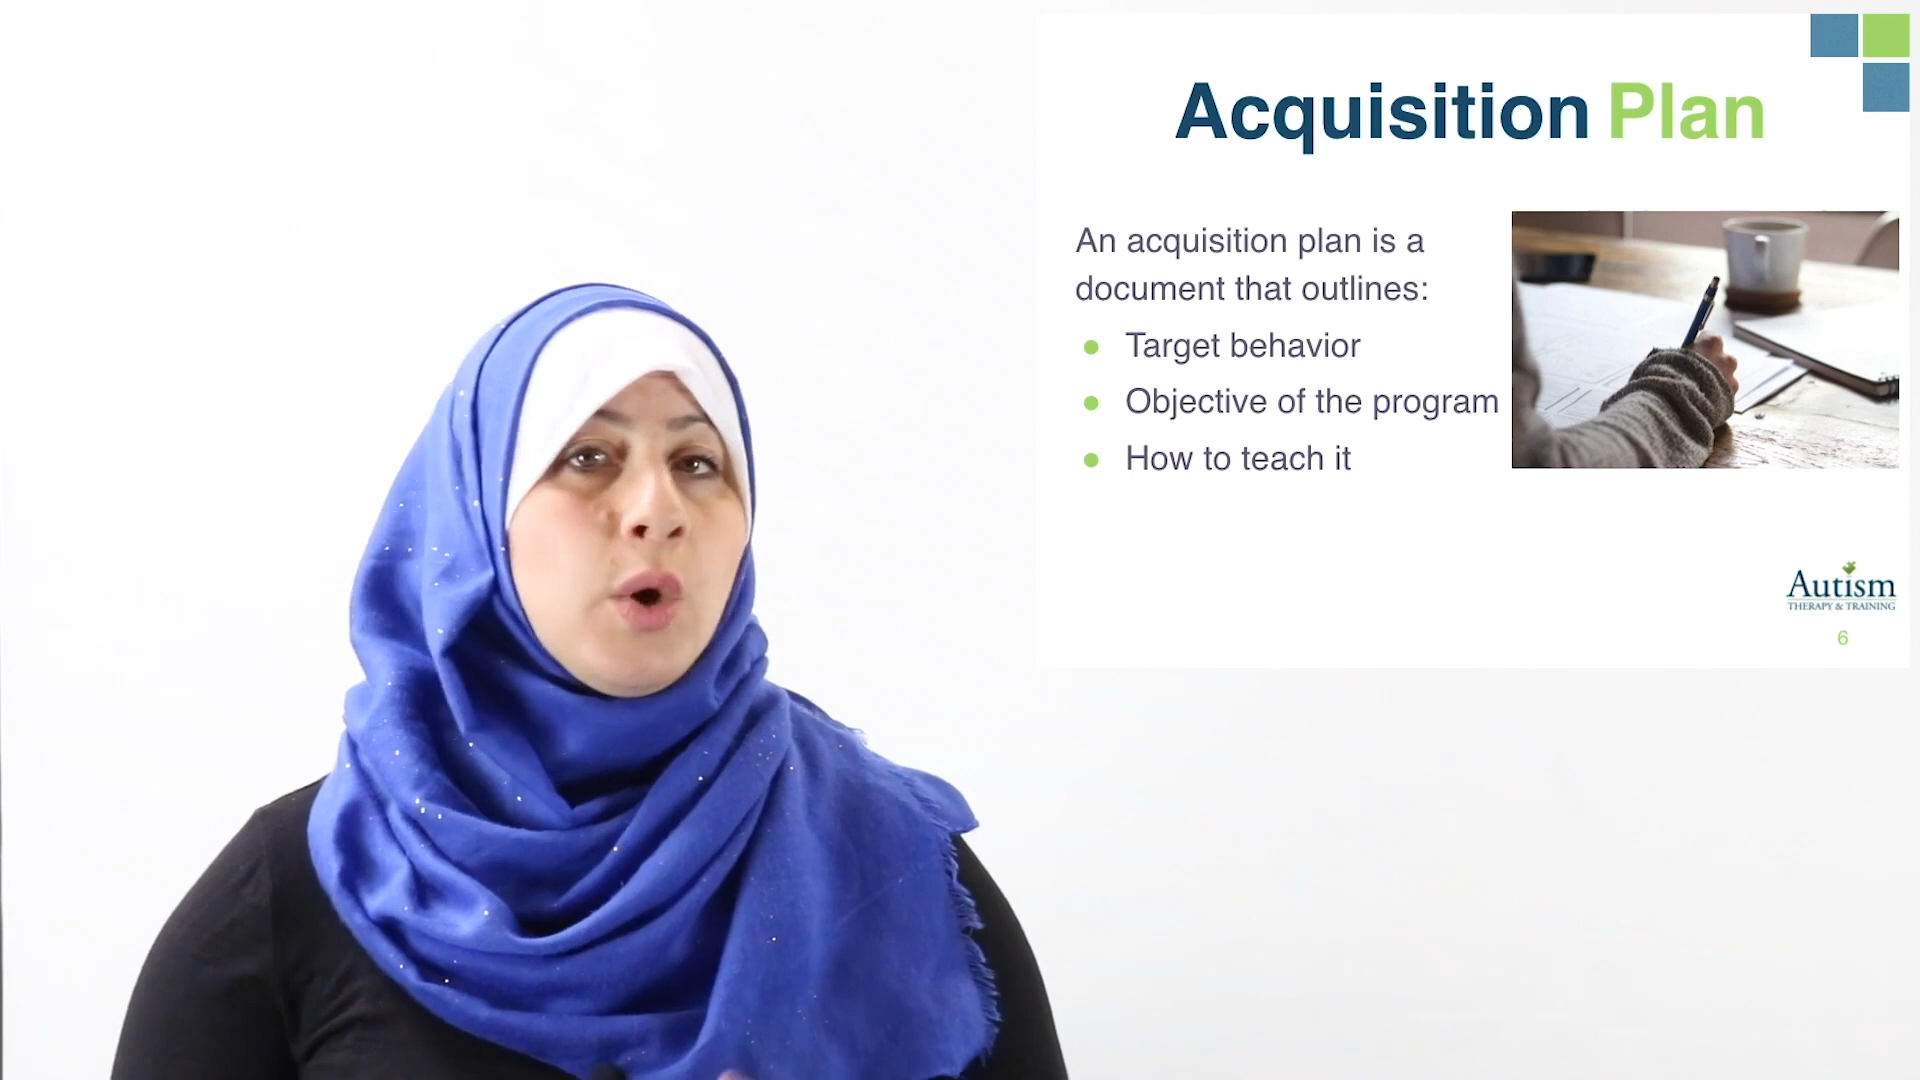 Acquisition Plan
An acquisition plan is a
document that outlines:
● Target behavior
● Objective of the program
● How to teach it
Autism
THERAPY & TRAINING
6